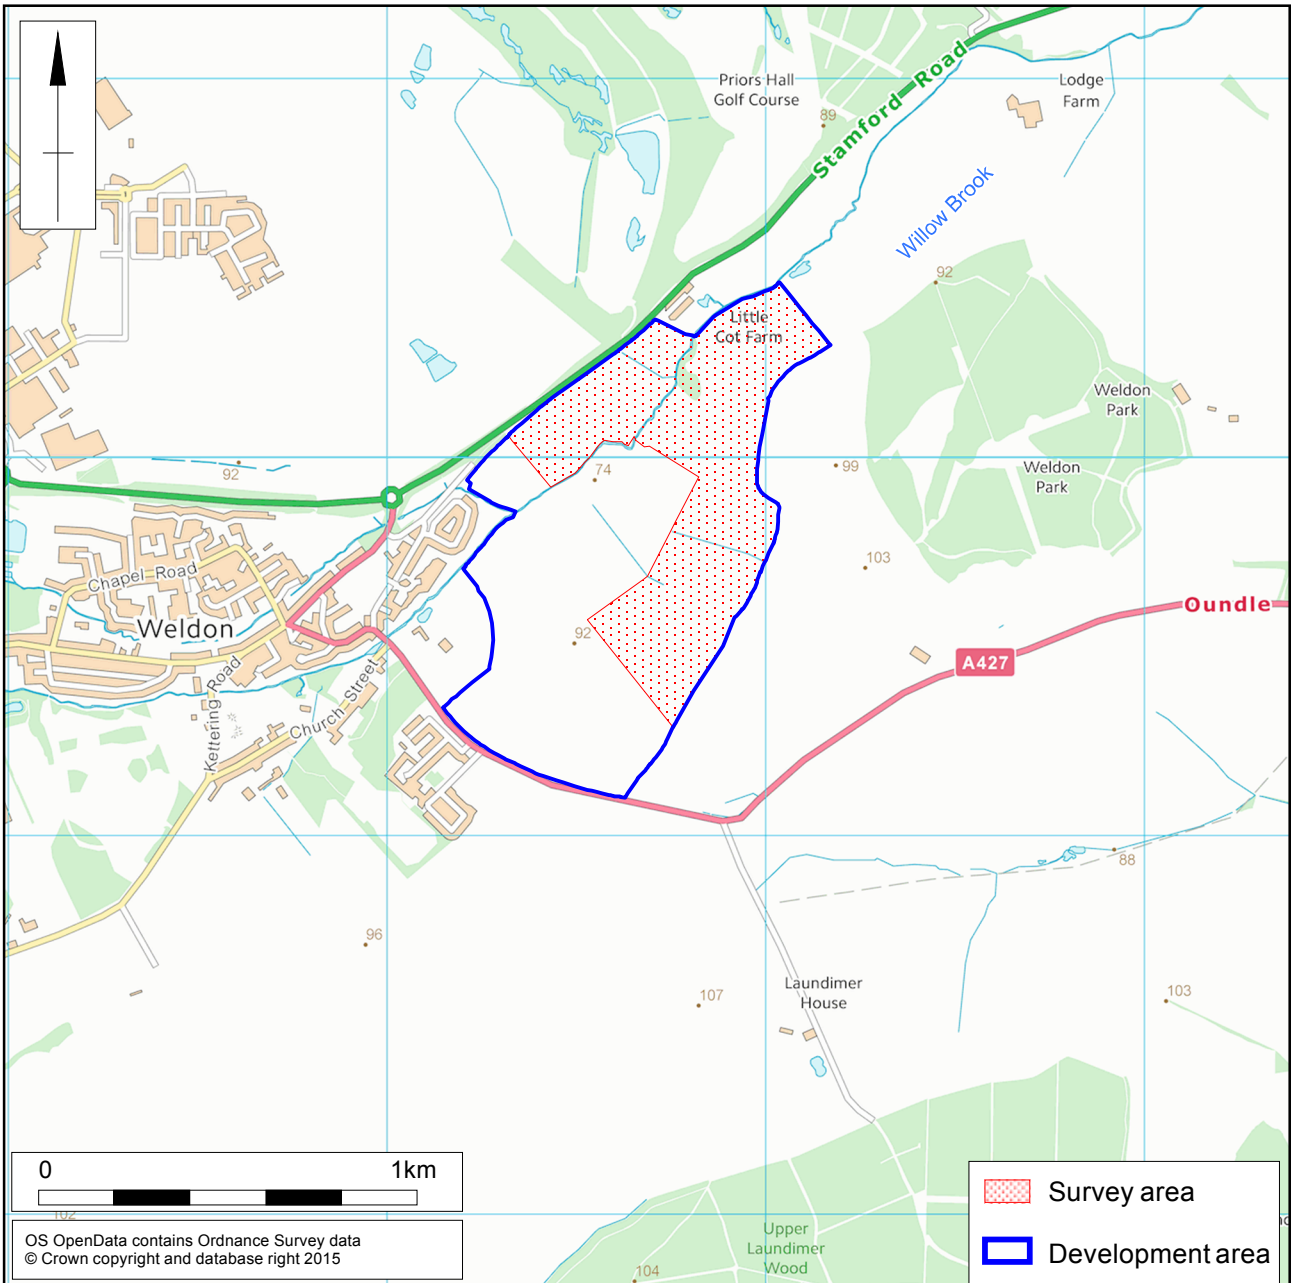 Priors Hall
Golf Course
Lodge
Farm
89
Stamford Road
Willow Brook
92
Little
Cot Farm
Weldon
Park
92
74
99
Weldon
Park
103
Chapel Road
Weldon
92
Oundle
A427
Kettering Road
Church Street
88
96
107
Laundimer
House
103
0 1km
102
OS OpenData contains Ordnance Survey data
© Crown copyright and database right 2015
Upper
Laundimer
Wood
104
Survey area
Development area